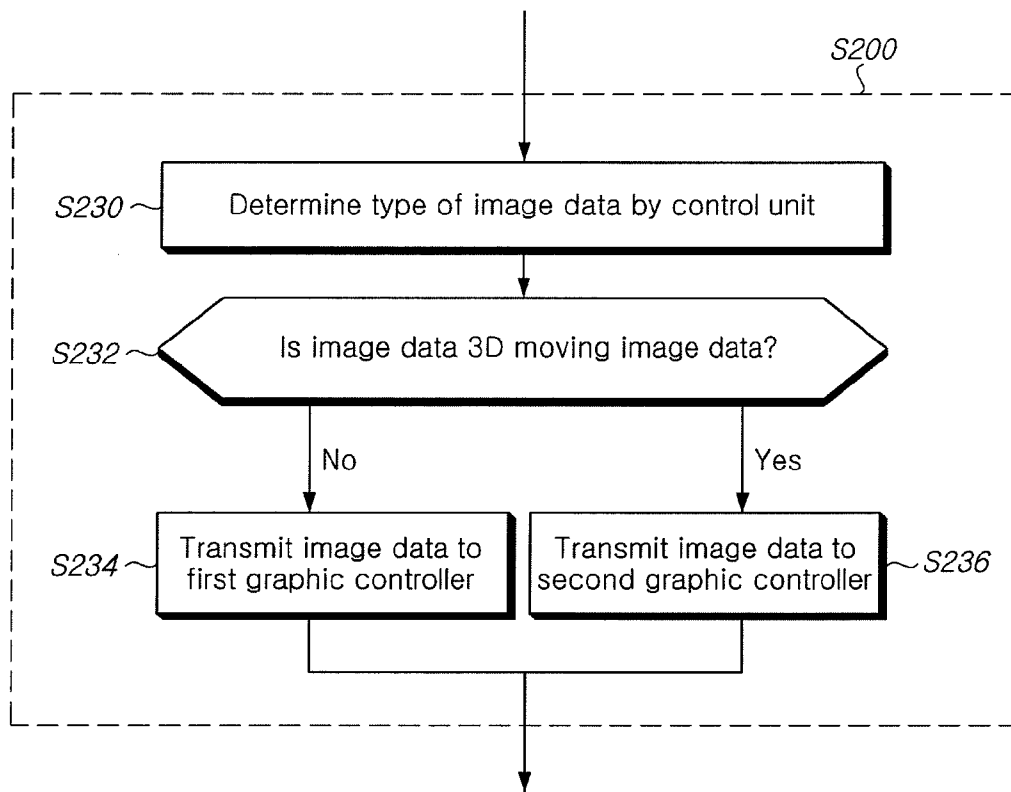 S200
S230
Determine type of image data by control unit
S232
Is image data 3D moving image data?
No
Yes
S234
Transmit image data to
first graphic controller
Transmit image data to
second graphic controller
S236